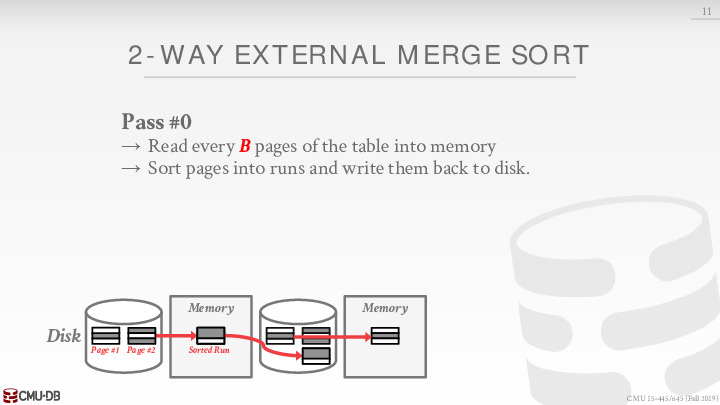 11
2-WAY EXTERNAL MERGE SORT
Pass #0
→ Read every B pages of the table into memory
→ Sort pages into runs and write them back to disk.
Memory
Memory
Disk
Page #1
Page #2
Sorted Run
CMU·DB
CMU 15-445/645 (Fall 2019)